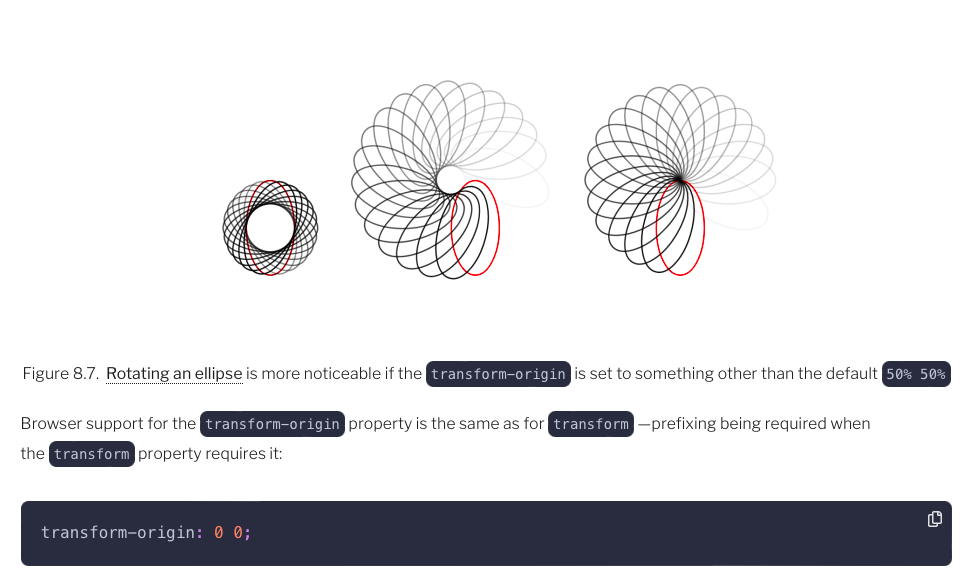 Figure 8.7. Rotating an ellipse is more noticeable if the transform-origin is set to something other than the default 50% 50%
Browser support for the transform-origin property is the same as for transform —prefixing being required when
the transform property requires it:
transform-origin: 0 0;